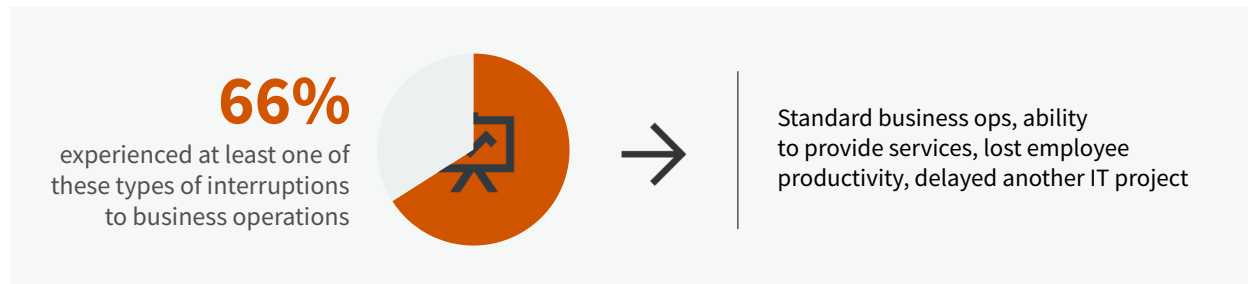 66%
experienced at least one of
these types of interruptions
to business operations
Standard business ops, ability
to provide services, lost employee
productivity, delayed another IT project